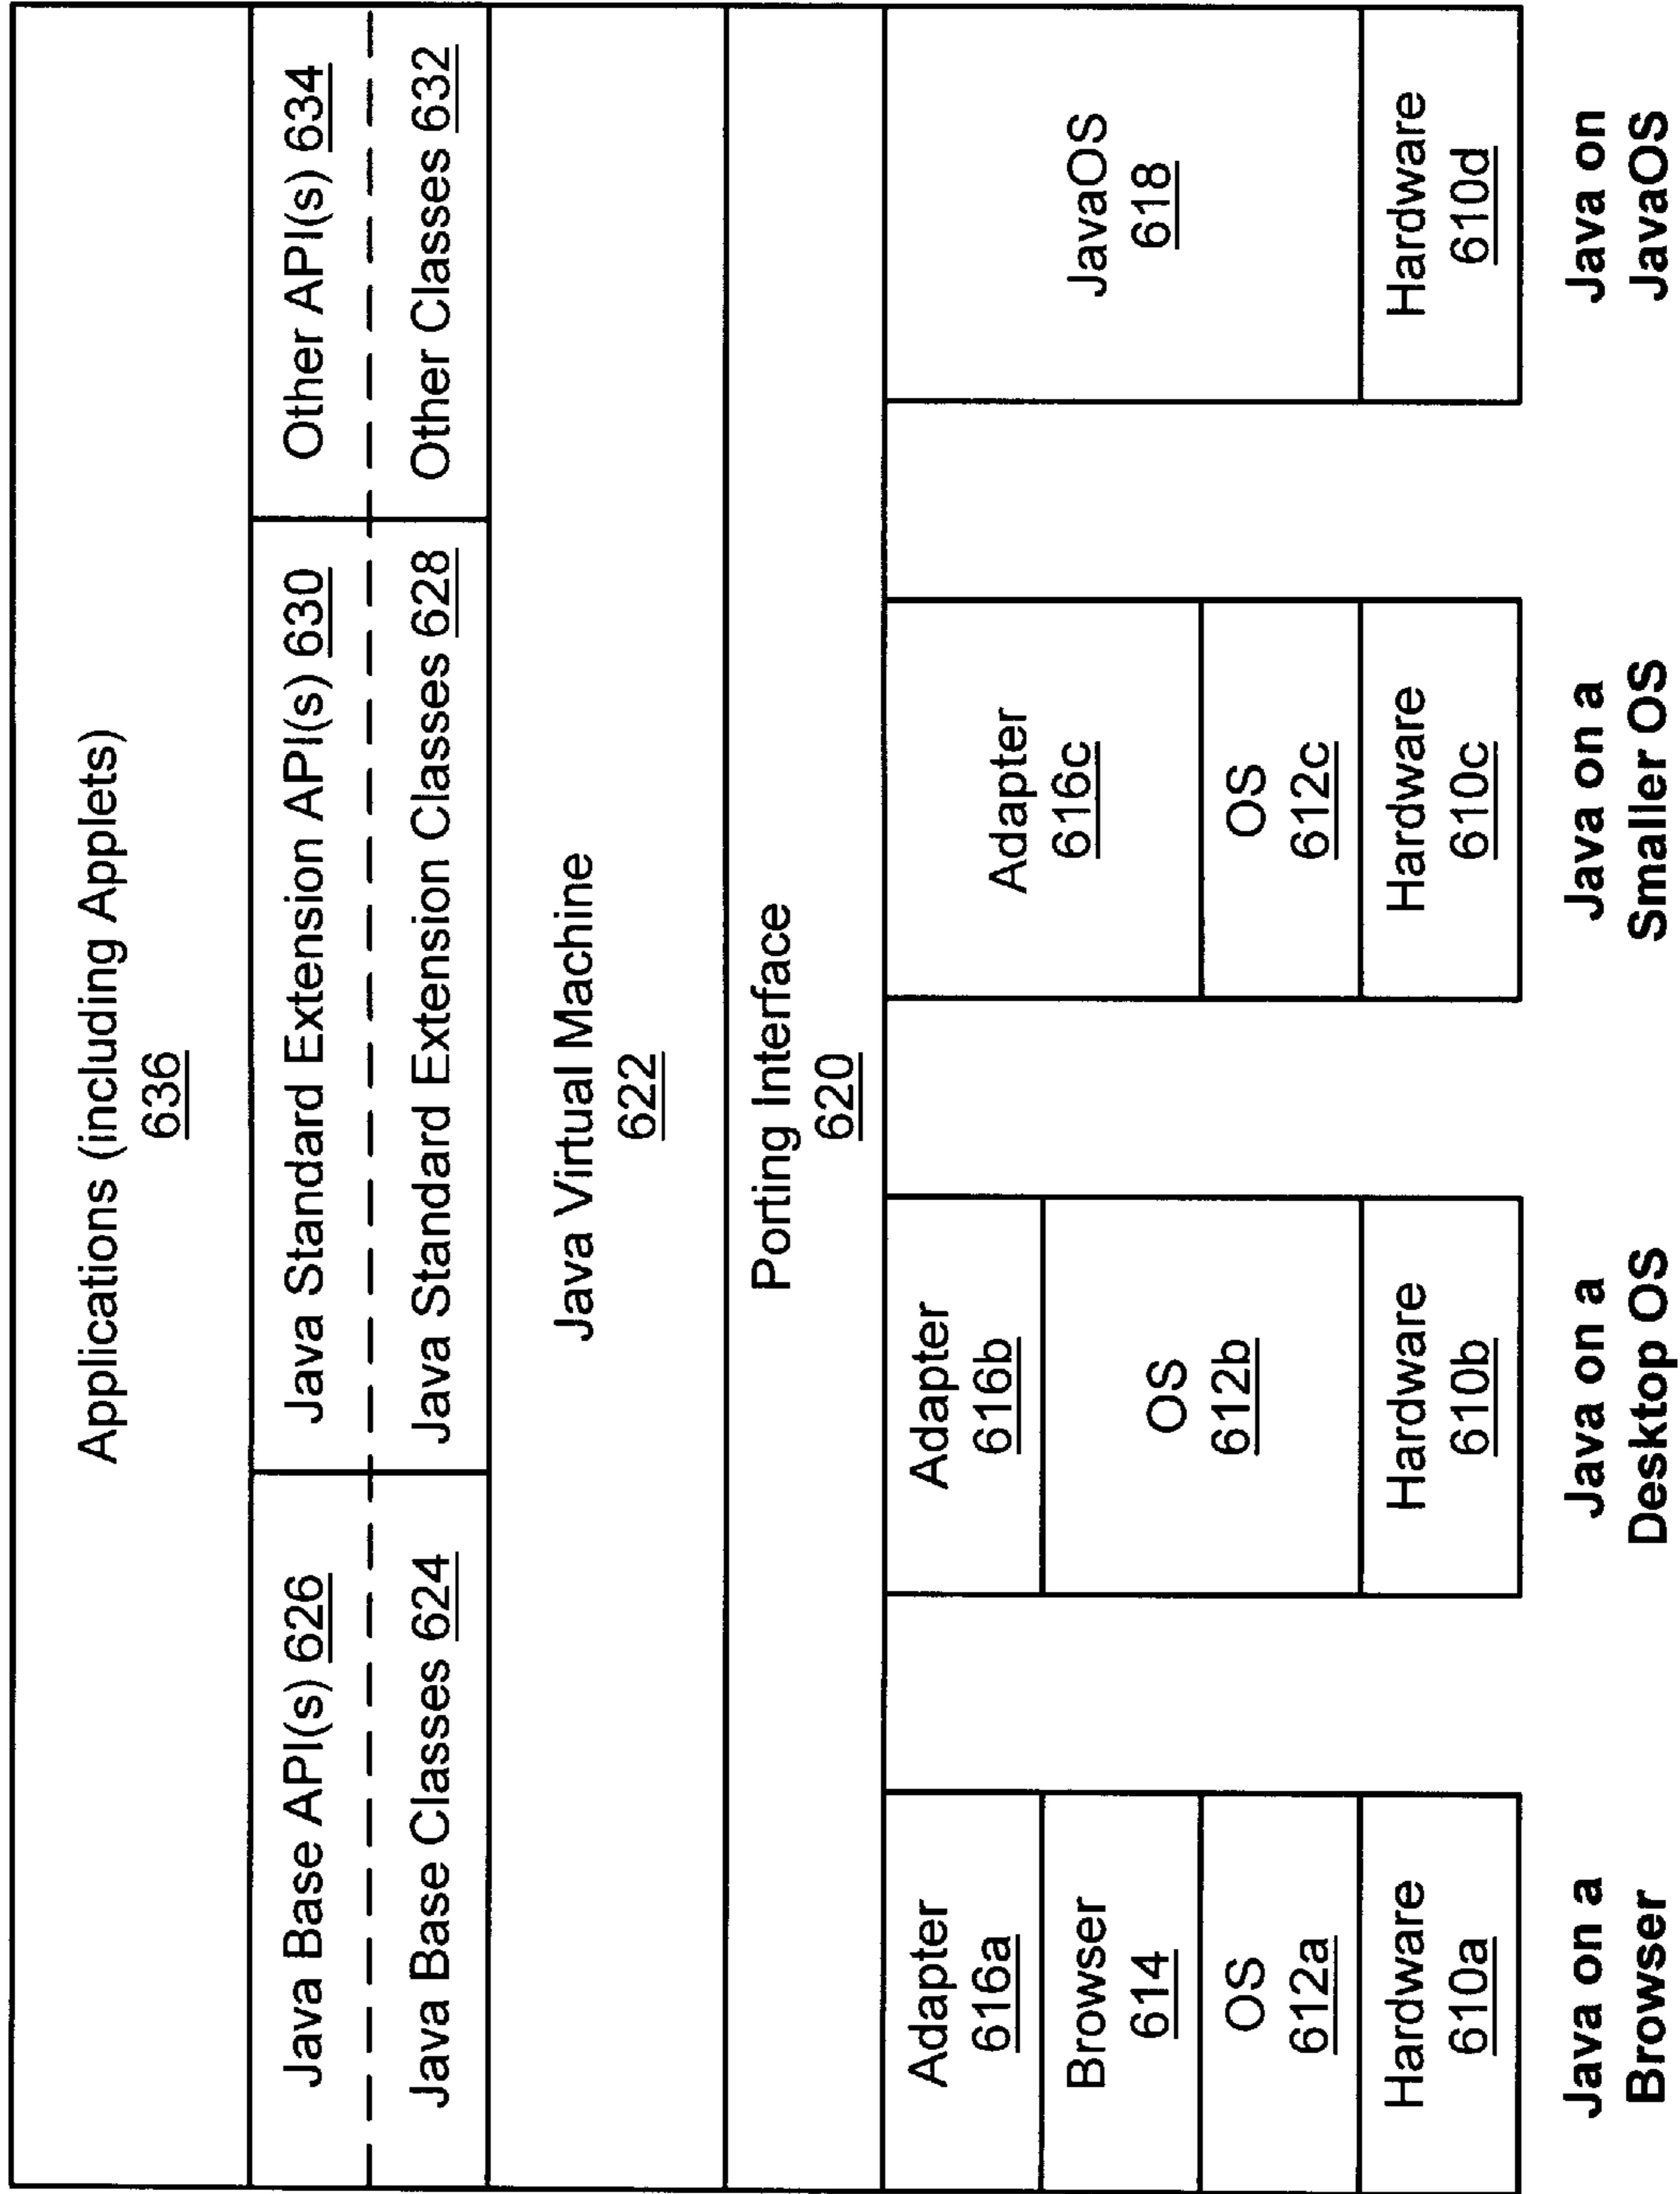 Applications (including Applets)
636
Java Base API(s) 626
Java Standard Extension API(s) 630
Other API(s) 634
Java Base Classes 624
Java Standard Extension Classes 628
Other Classes 632
Java Virtual Machine
622
Porting Interface
620
Adapter
616a
Browser
614
OS
612a
Hardware
610a
Java on a
Browser
Adapter
616b
OS
612b
Hardware
610b
Java on a
Desktop OS
Adapter
616c
OS
612c
Hardware
610c
Java on a
Smaller OS
JavaOS
618
Hardware
610d
Java on
JavaOS